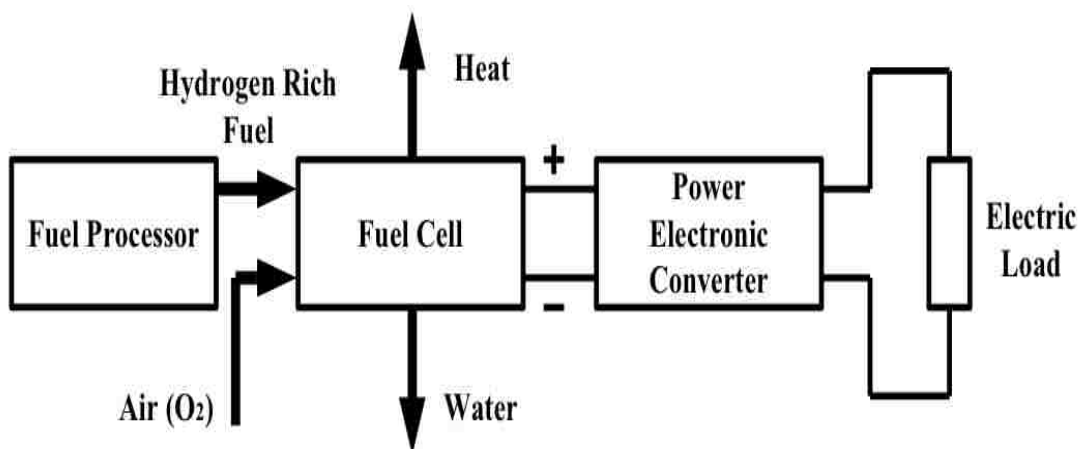 Hydrogen Rich
Fuel
Heat
Fuel Processor
Fuel Cell
+
-
Power
Electronic
Converter
Electric
Load
Air (O₂)
Water